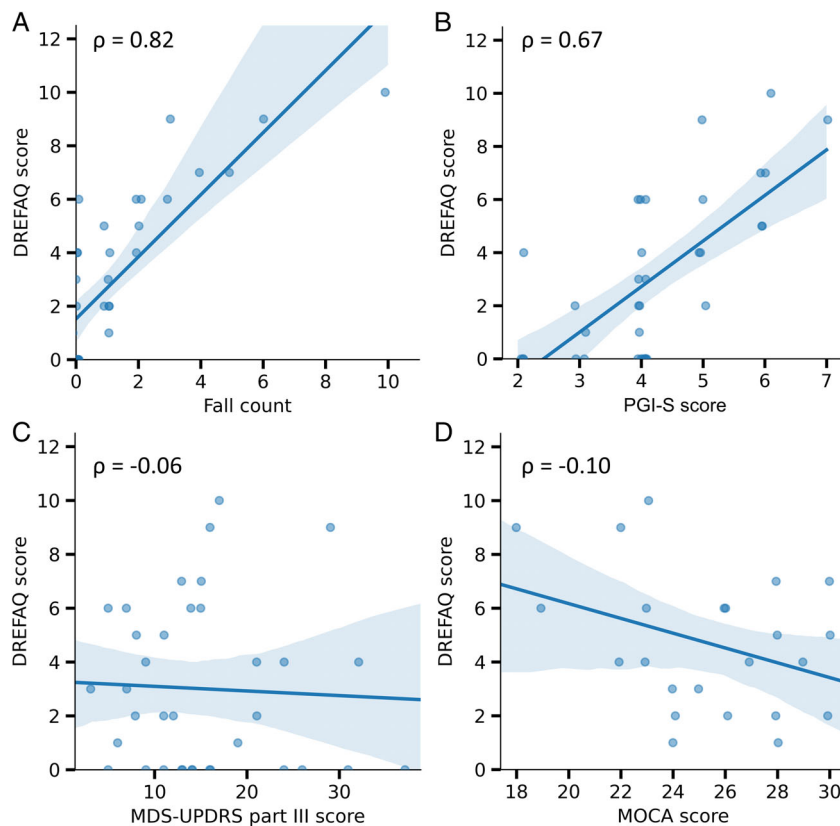 A
ρ = 0.82
DREFAQ score
12
10
8
6
4
2
0
0 2 4 6 8 10
Fall count
B
ρ = 0.67
DREFAQ score
12
10
8
6
4
2
0
2 3 4 5 6 7
PGI-S score
C
ρ = -0.06
DREFAQ score
12
10
8
6
4
2
0
10 20 30
MDS-UPDRS part III score
D
ρ = -0.10
DREFAQ score
12
10
8
6
4
2
0
18 20 22 24 26 28 30
MOCA score